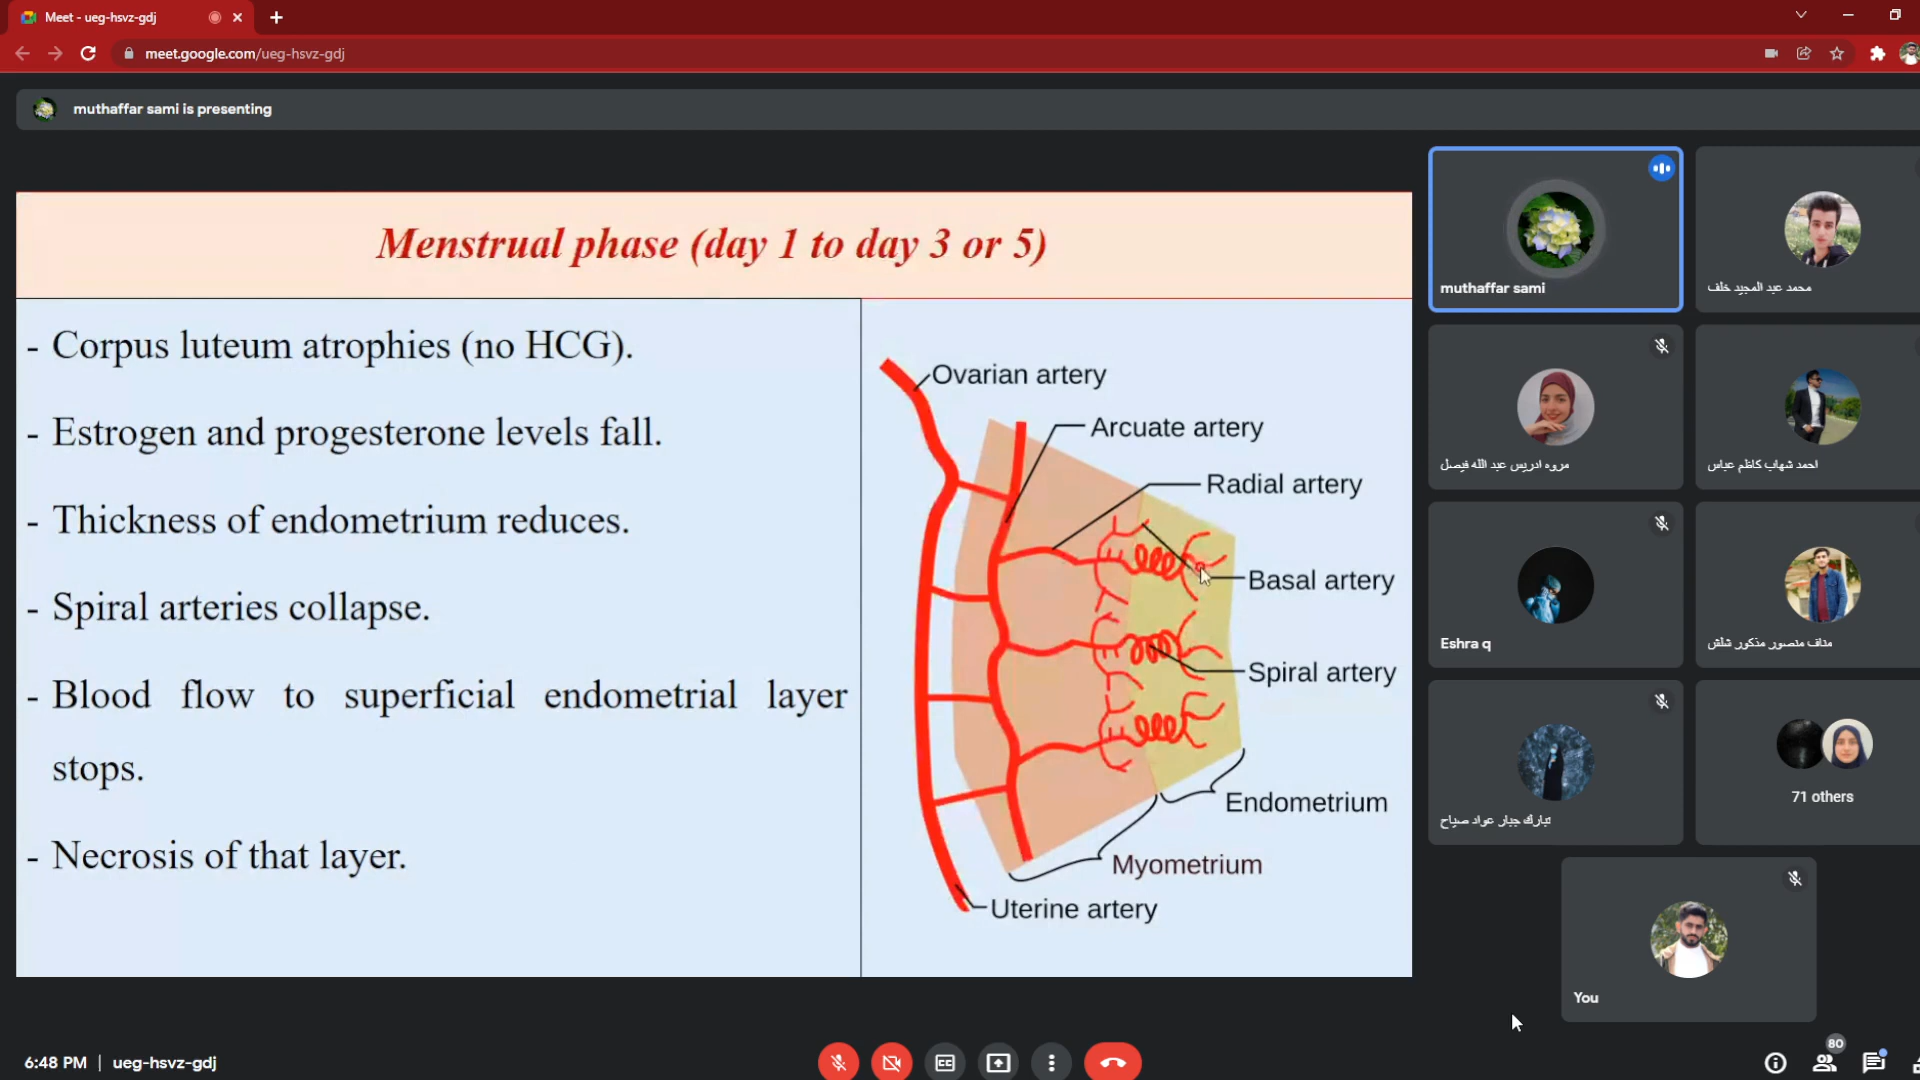 Meet - ueg-hsvz-gdj
meet.google.com/ueg-hsvz-gdj
muthaffar sami is presenting
Menstrual phase (day 1 to day 3 or 5)
- Corpus luteum atrophies (no HCG).
- Estrogen and progesterone levels fall.
- Thickness of endometrium reduces.
- Spiral arteries collapse.
- Blood flow to superficial endometrial layer
stops.
- Necrosis of that layer.
Ovarian artery
Arcuate artery
Radial artery
Basal artery
Spiral artery
Endometrium
Myometrium
Uterine artery
muthaffar sami
محمد عبد المجيد خلف
مروه ادريس عبد الله فيصل
احمد شهاب كاظم عباس
Eshra q
مناف منصور مذكور شلش
تبارك جبار عواد صياح
71 others
You
6:48 PM | ueg-hsvz-gdj
CC
80